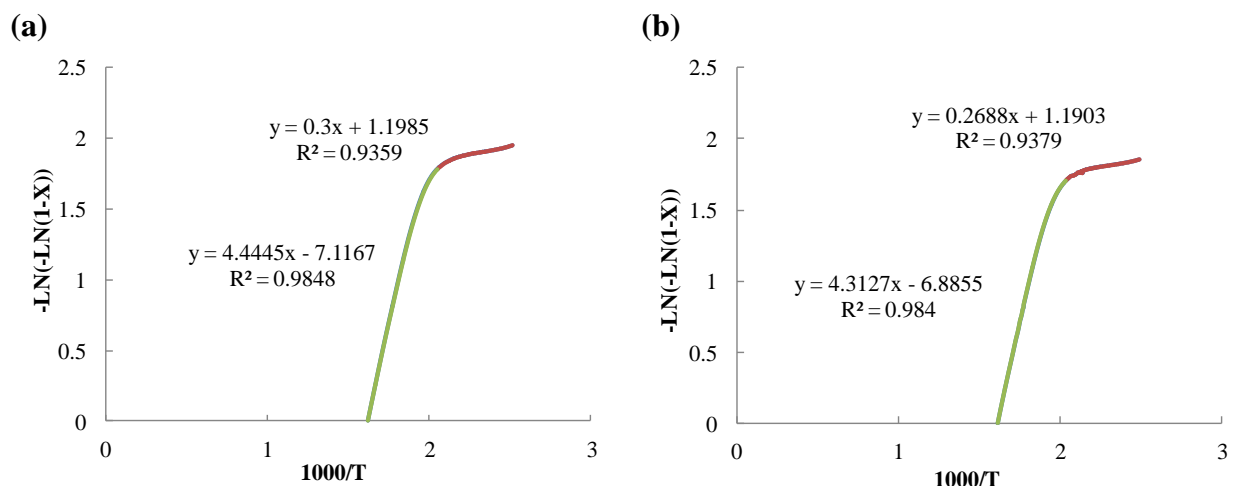 (a)
-LN(-LN(1-X))
2.5
2
1.5
1
0.5
0
y = 0.3x + 1.1985
R² = 0.9359
y = 4.4445x - 7.1167
R² = 0.9848
0 1 2 3
1000/T
(b)
-LN(-LN(1-X))
2.5
2
1.5
1
0.5
0
y = 0.2688x + 1.1903
R² = 0.9379
y = 4.3127x - 6.8855
R² = 0.984
0 1 2 3
1000/T